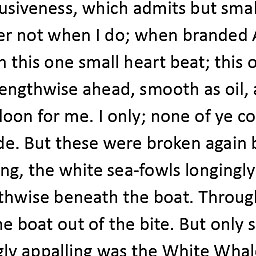 usiveness, which admits but smal
er not when I do; when branded A
n this one small heart beat; this o
engthwise ahead, smooth as oil, a
loon for me. I only; none of ye co
de. But these were broken again b
ng, the white sea-fowls longingly
thwise beneath the boat. Through
he boat out of the bite. But only s
gly appalling was the White Whale